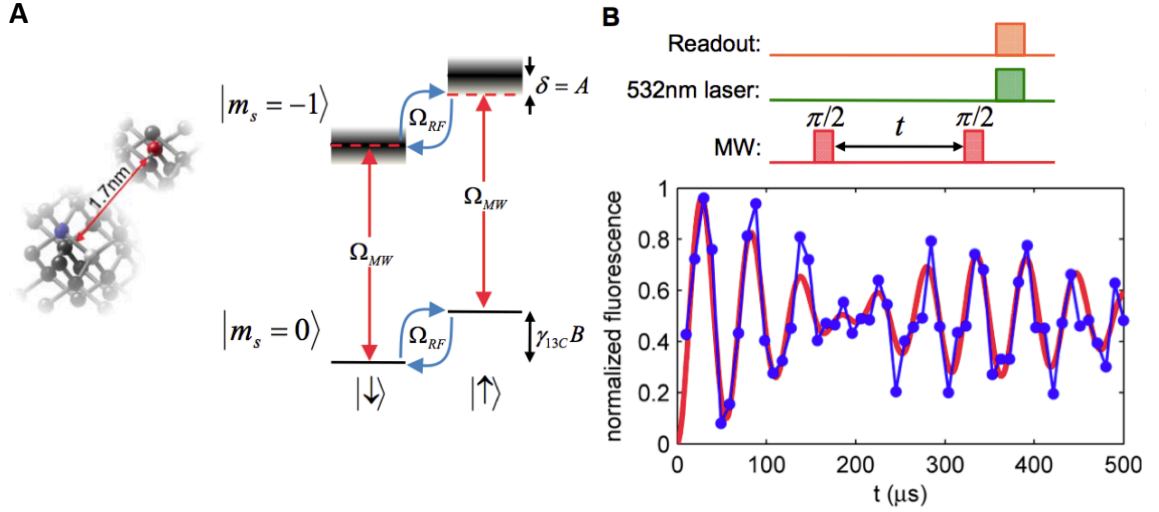 A
1.7nm
|m_s = −1⟩
δ = A
Ω_RF
Ω_MW
Ω_MW
|m_s = 0⟩
Ω_RF
γ_13C B
|↓⟩
|↑⟩
B
Readout:
532nm laser:
π/2
t
π/2
MW:
normalized fluorescence
1
0.8
0.6
0.4
0.2
0
0 100 200 300 400 500
t (μs)